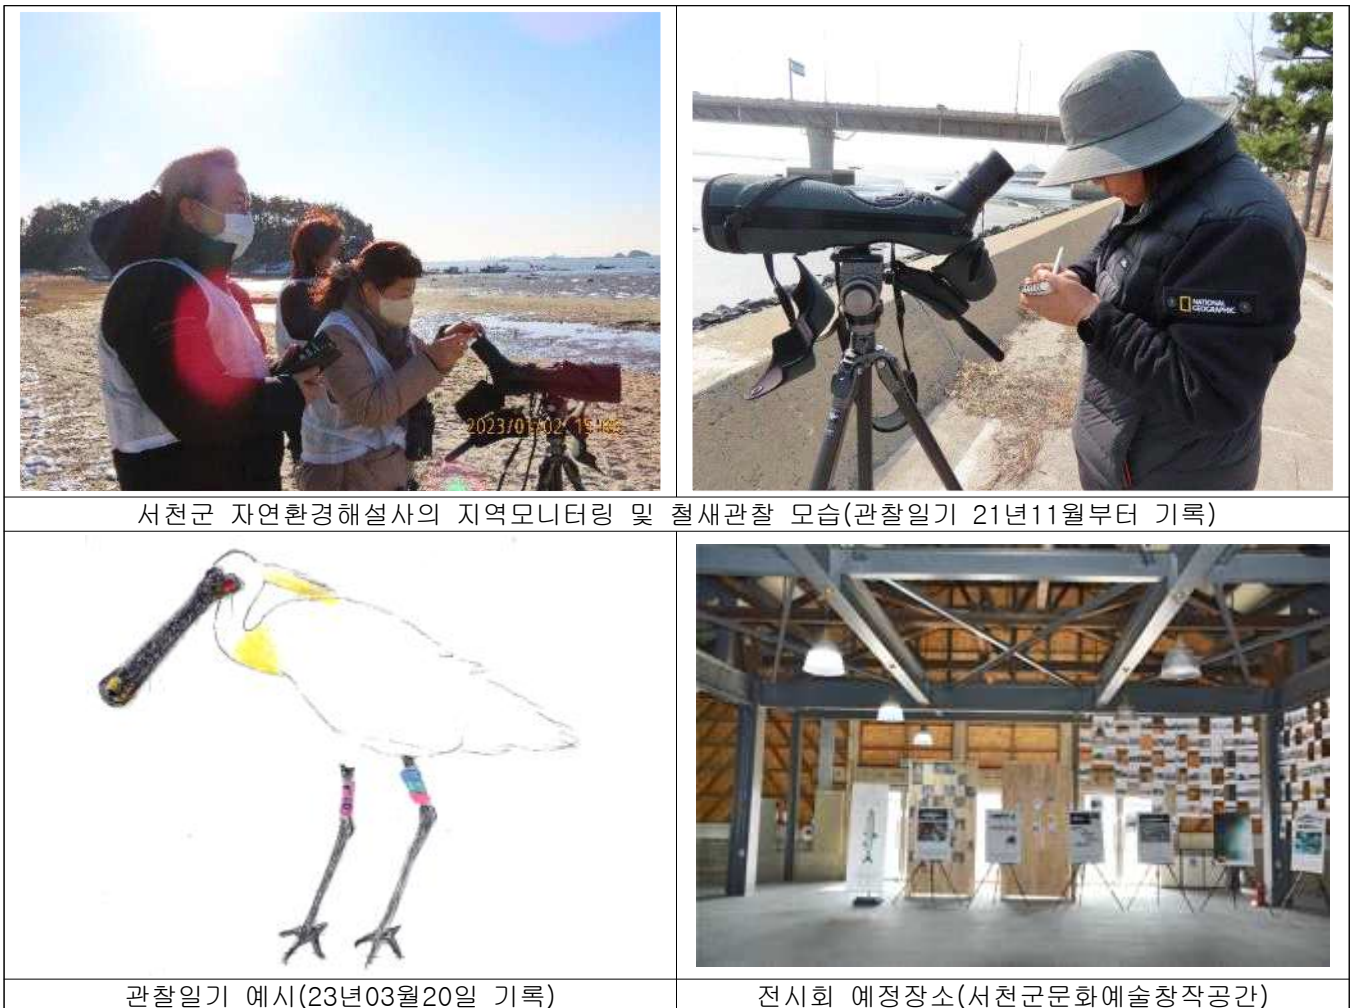 2023/01/02
NATIONAL
GEOGRAPHIC
서천군 자연환경해설사의 지역모니터링 및 철새관찰 모습(관찰일기 21년11월부터 기록)
관찰일기 예시(23년03월20일 기록)
전시회 예정장소(서천군문화예술창작공간)